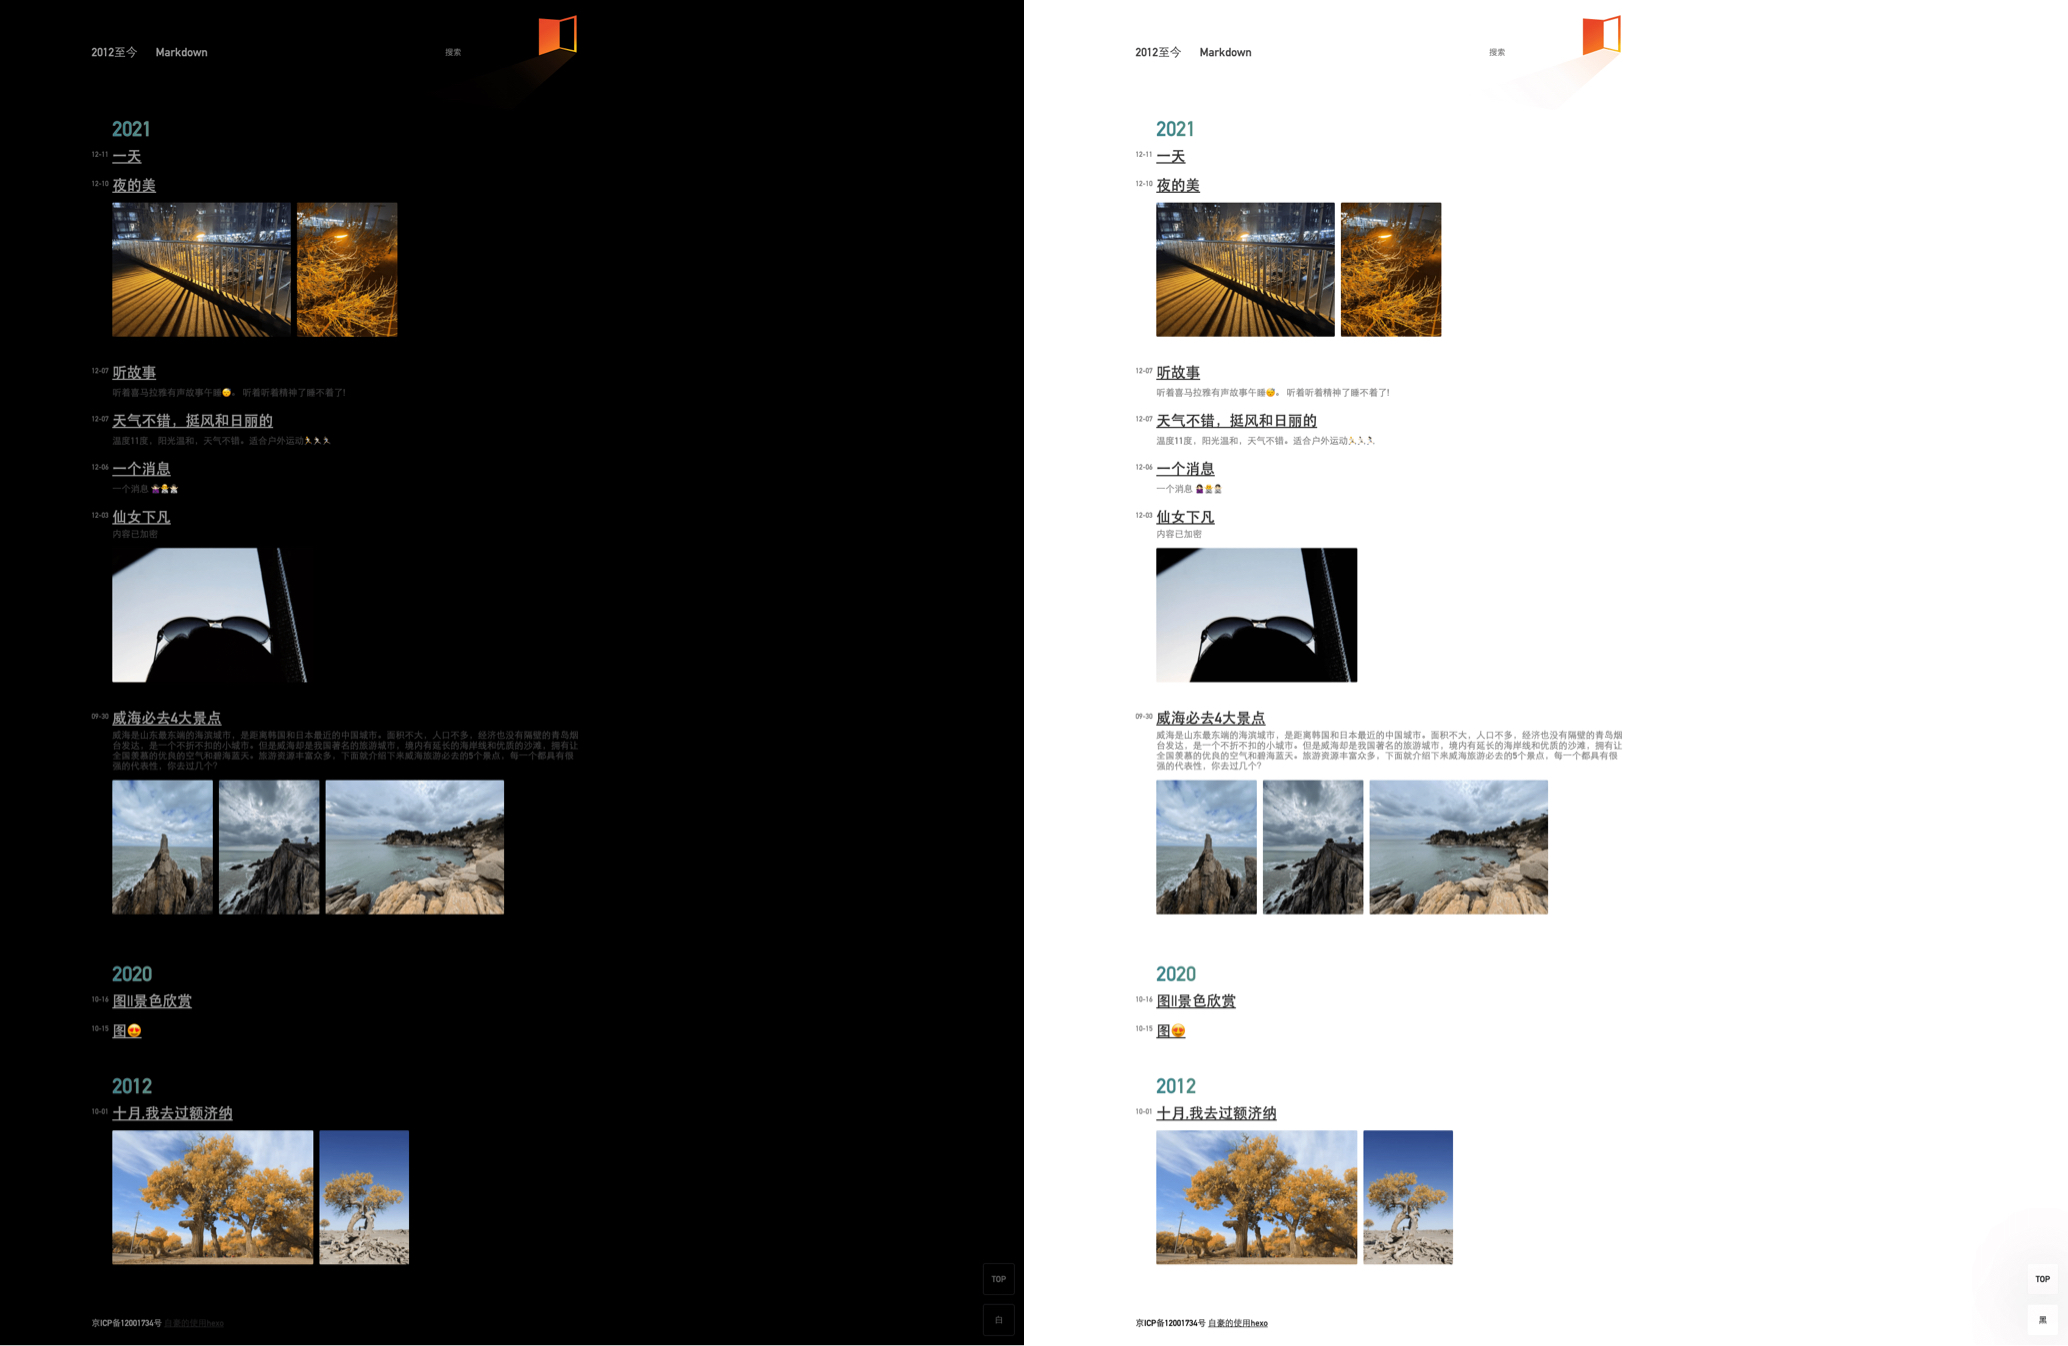 2012至今 Markdown 搜索
2021
12-11 一天
12-10 夜的美
12-07 听故事
听着喜马拉雅有声故事午睡😴。 听着听着精神了睡不着了!
12-07 天气不错，挺风和日丽的
温度11度，阳光温和，天气不错。适合户外运动
12-06 一个消息
一个消息
12-03 仙女下凡
内容已加密
09-30 威海必去4大景点
威海是山东最东端的海滨城市，是距离韩国和日本最近的中国城市。面积不大，人口不多，经济也没有隔壁的青岛烟
台发达，是一个不折不扣的小城市。但是威海却是我国著名的旅游城市，境内有延长的海岸线和优质的沙滩，拥有让
全国羡慕的优良的空气和碧海蓝天。旅游资源丰富众多，下面就介绍下来威海旅游必去的5个景点，每一个都具有很
强的代表性，你去过几个?
2020
10-16 图||景色欣赏
10-15 图😍
2012
10-01 十月,我去过额济纳
TOP
白
京ICP备12001734号 自豪的使用hexo
2012至今 Markdown 搜索
2021
12-11 一天
12-10 夜的美
12-07 听故事
听着喜马拉雅有声故事午睡😴。 听着听着精神了睡不着了!
12-07 天气不错，挺风和日丽的
温度11度，阳光温和，天气不错。适合户外运动
12-06 一个消息
一个消息
12-03 仙女下凡
内容已加密
09-30 威海必去4大景点
威海是山东最东端的海滨城市，是距离韩国和日本最近的中国城市。面积不大，人口不多，经济也没有隔壁的青岛烟
台发达，是一个不折不扣的小城市。但是威海却是我国著名的旅游城市，境内有延长的海岸线和优质的沙滩，拥有让
全国羡慕的优良的空气和碧海蓝天。旅游资源丰富众多，下面就介绍下来威海旅游必去的5个景点，每一个都具有很
强的代表性，你去过几个?
2020
10-16 图||景色欣赏
10-15 图😍
2012
10-01 十月,我去过额济纳
TOP
黑
京ICP备12001734号 自豪的使用hexo